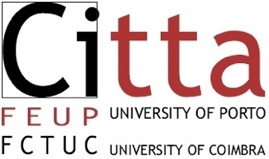 Citta
FEUP UNIVERSITY OF PORTO
FCTUC UNIVERSITY OF COIMBRA